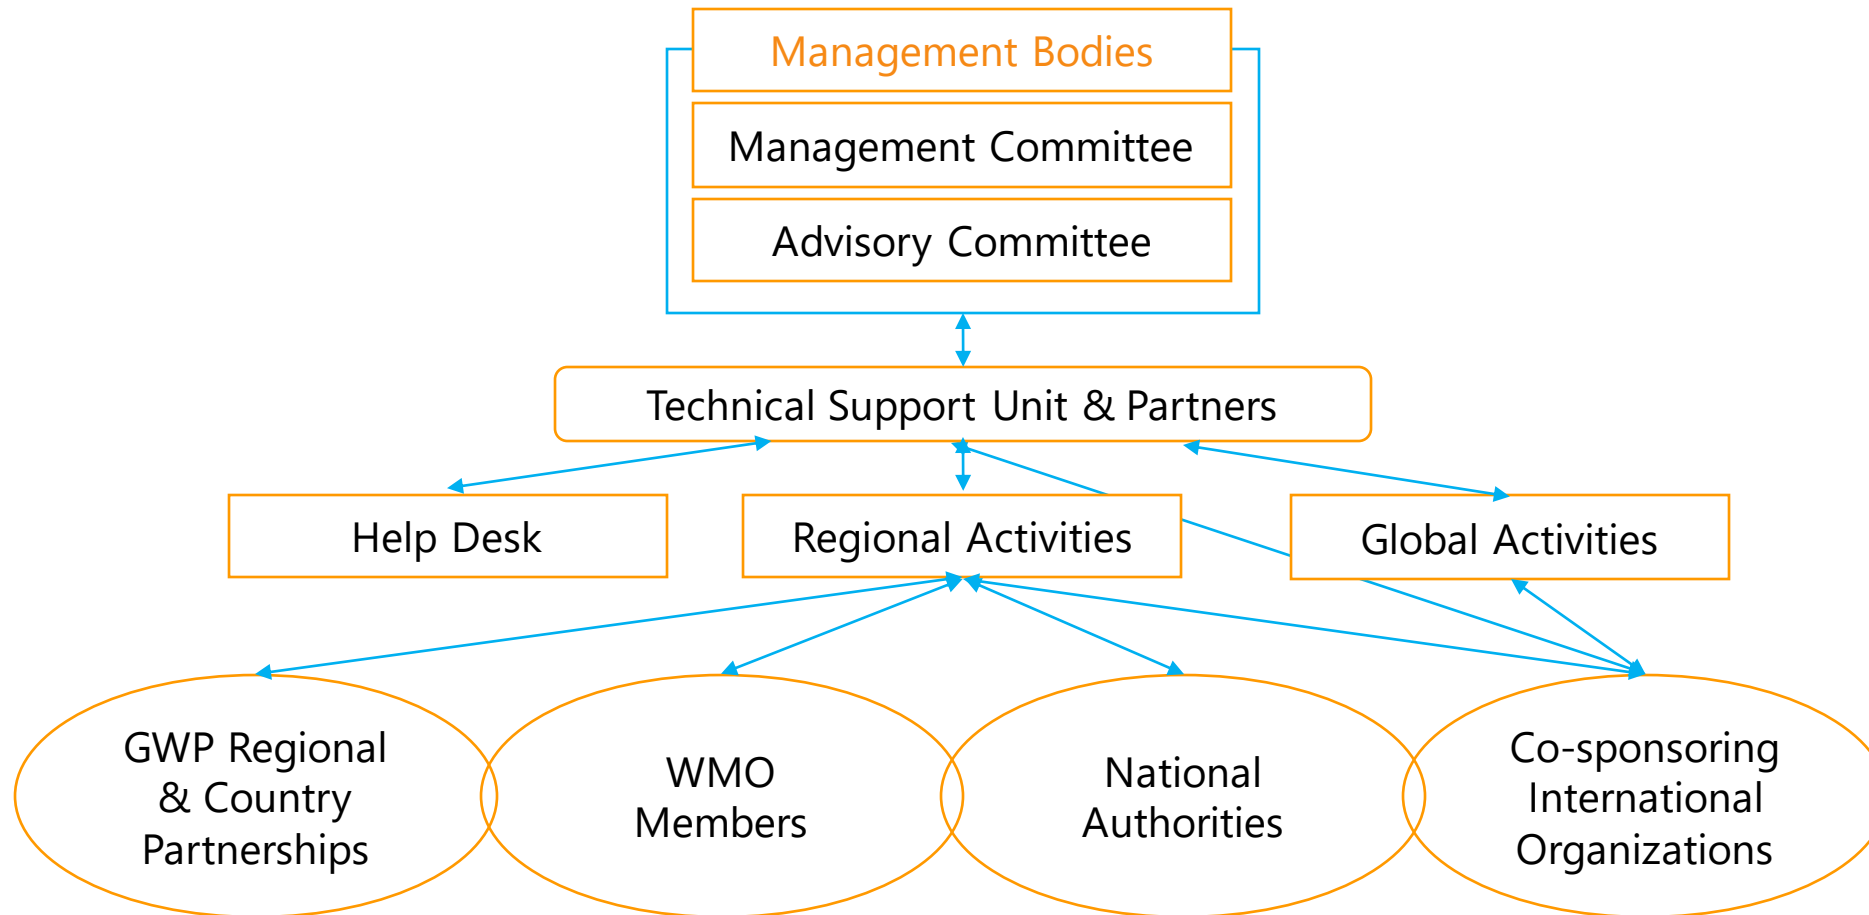 Management Bodies
Management Committee
Advisory Committee
Technical Support Unit & Partners
Help Desk
Regional Activities
Global Activities
GWP Regional
& Country
Partnerships
WMO
Members
National
Authorities
Co-sponsoring
International
Organizations